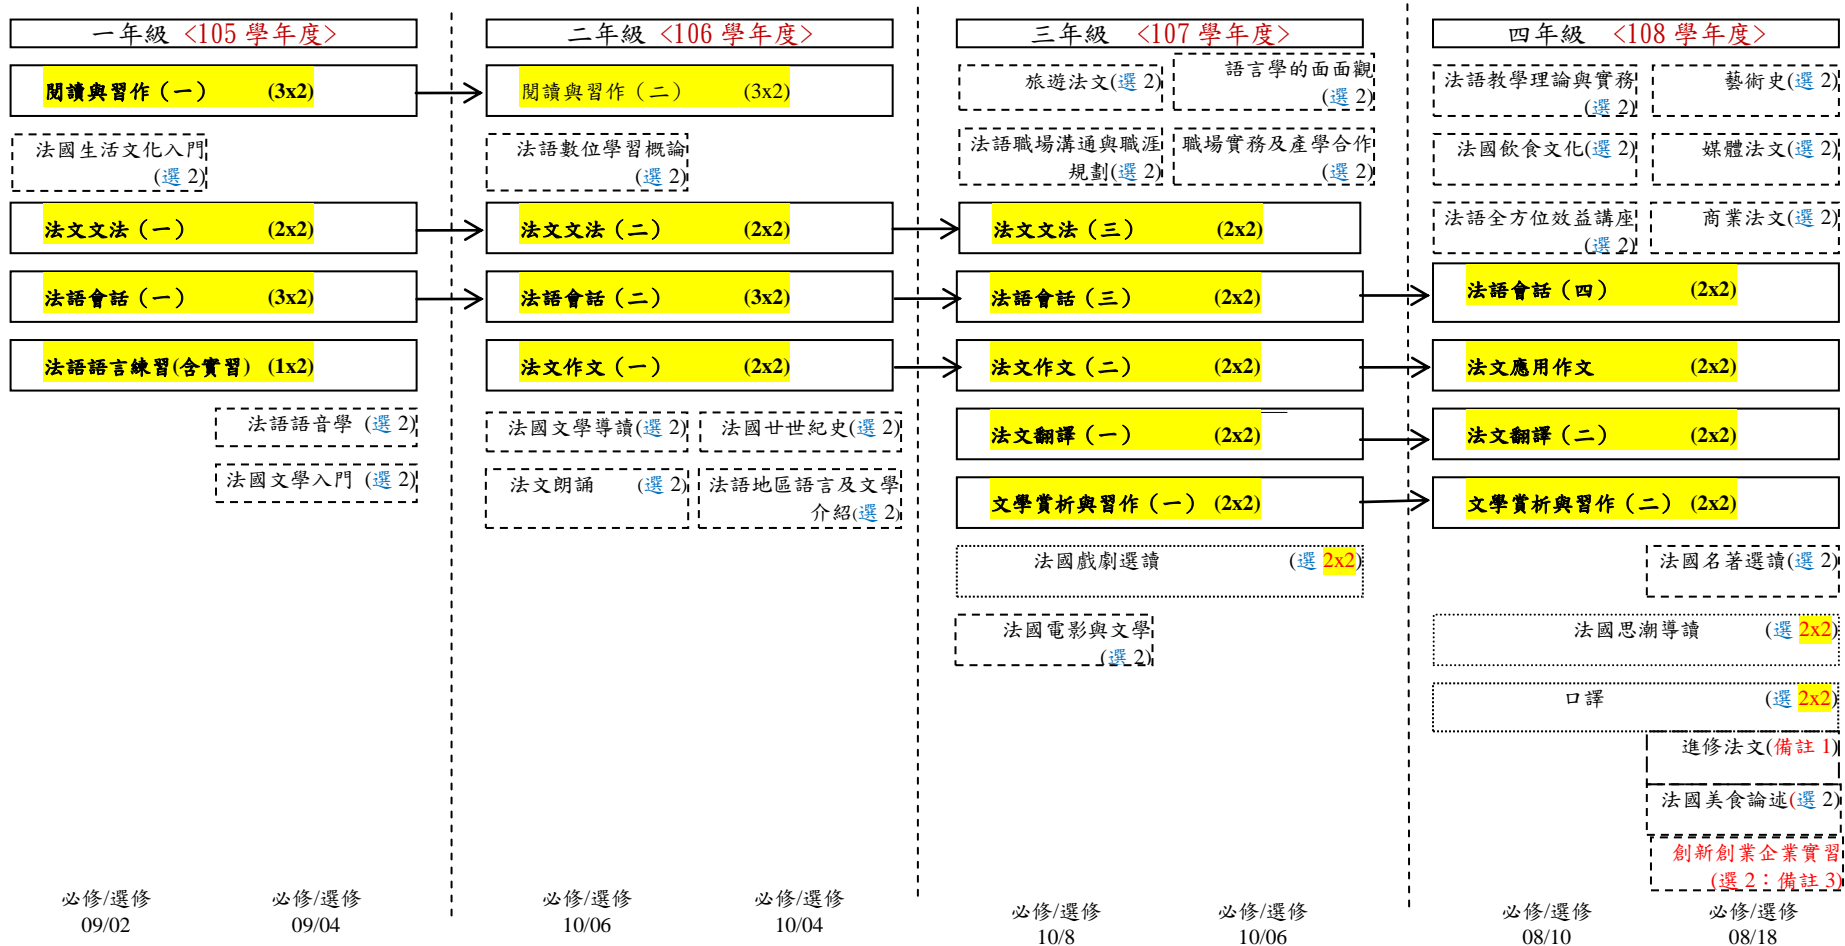 一年級 <105 學年度>
閱讀與習作（一） (3x2)
法國生活文化入門
(選 2)
法文文法（一） (2x2)
法語會話（一） (3x2)
法語語言練習(含實習) (1x2)
法語語音學 (選 2)
法國文學入門 (選 2)
必修/選修
09/02
必修/選修
09/04
二年級 <106 學年度>
閱讀與習作（二） (3x2)
法語數位學習概論
(選 2)
法文文法（二） (2x2)
法語會話（二） (3x2)
法文作文（一） (2x2)
法國文學導讀(選 2)
法國廿世紀史(選 2)
法文朗誦 (選 2)
法語地區語言及文學
介紹(選 2)
必修/選修
10/06
必修/選修
10/04
三年級 <107 學年度>
旅遊法文(選 2)
語言學的面面觀
(選 2)
法語職場溝通與職涯
規劃(選 2)
職場實務及產學合作
(選 2)
法文文法（三） (2x2)
法語會話（三） (2x2)
法文作文（二） (2x2)
法文翻譯（一） (2x2)
文學賞析與習作（一） (2x2)
法國戲劇選讀 (選 2x2)
法國電影與文學
(選 2)
必修/選修
10/8
必修/選修
10/06
四年級 <108 學年度>
法語教學理論與實務
(選 2)
藝術史(選 2)
法國飲食文化(選 2)
媒體法文(選 2)
法語全方位效益講座
(選 2)
商業法文(選 2)
法語會話（四） (2x2)
法文應用作文 (2x2)
法文翻譯（二） (2x2)
文學賞析與習作（二） (2x2)
法國名著選讀(選 2)
法國思潮導讀 (選 2x2)
口譯 (選 2x2)
進修法文(備註 1)
法國美食論述(選 2)
創新創業企業實習
(選 2：備註 3)
必修/選修
08/10
必修/選修
08/18